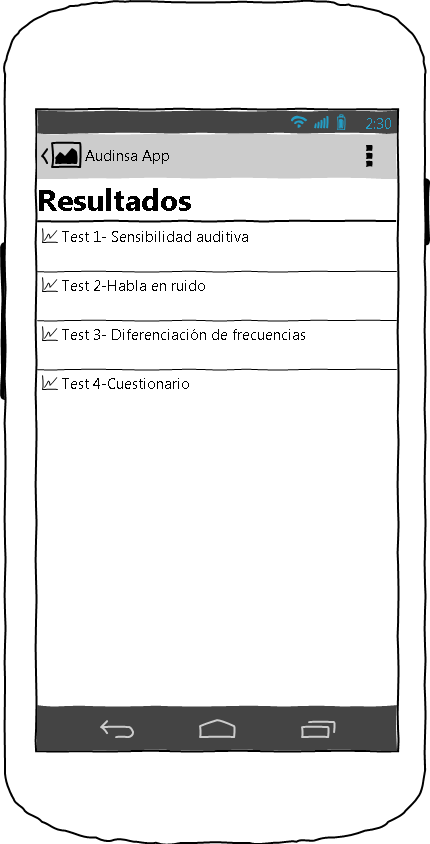 2:30
Audinsa App
Resultados
Test 1- Sensibilidad auditiva
Test 2-Habla en ruido
Test 3- Diferenciación de frecuencias
Test 4-Cuestionario